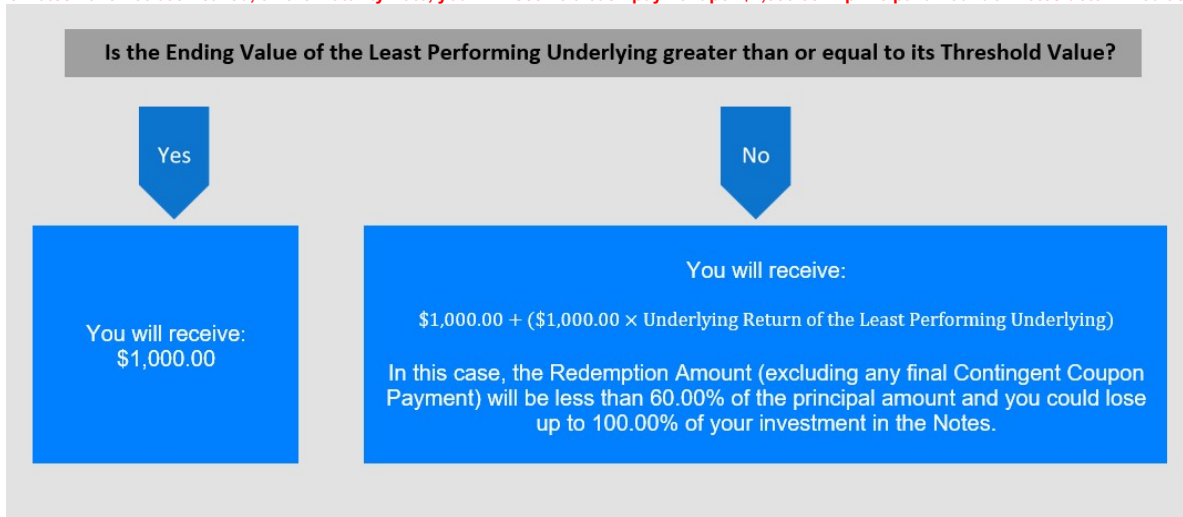 Is the Ending Value of the Least Performing Underlying greater than or equal to its Threshold Value?
Yes
No
You will receive:
$1,000.00
You will receive:
$1,000.00 + ($1,000.00 × Underlying Return of the Least Performing Underlying)
In this case, the Redemption Amount (excluding any final Contingent Coupon
Payment) will be less than 60.00% of the principal amount and you could lose
up to 100.00% of your investment in the Notes.